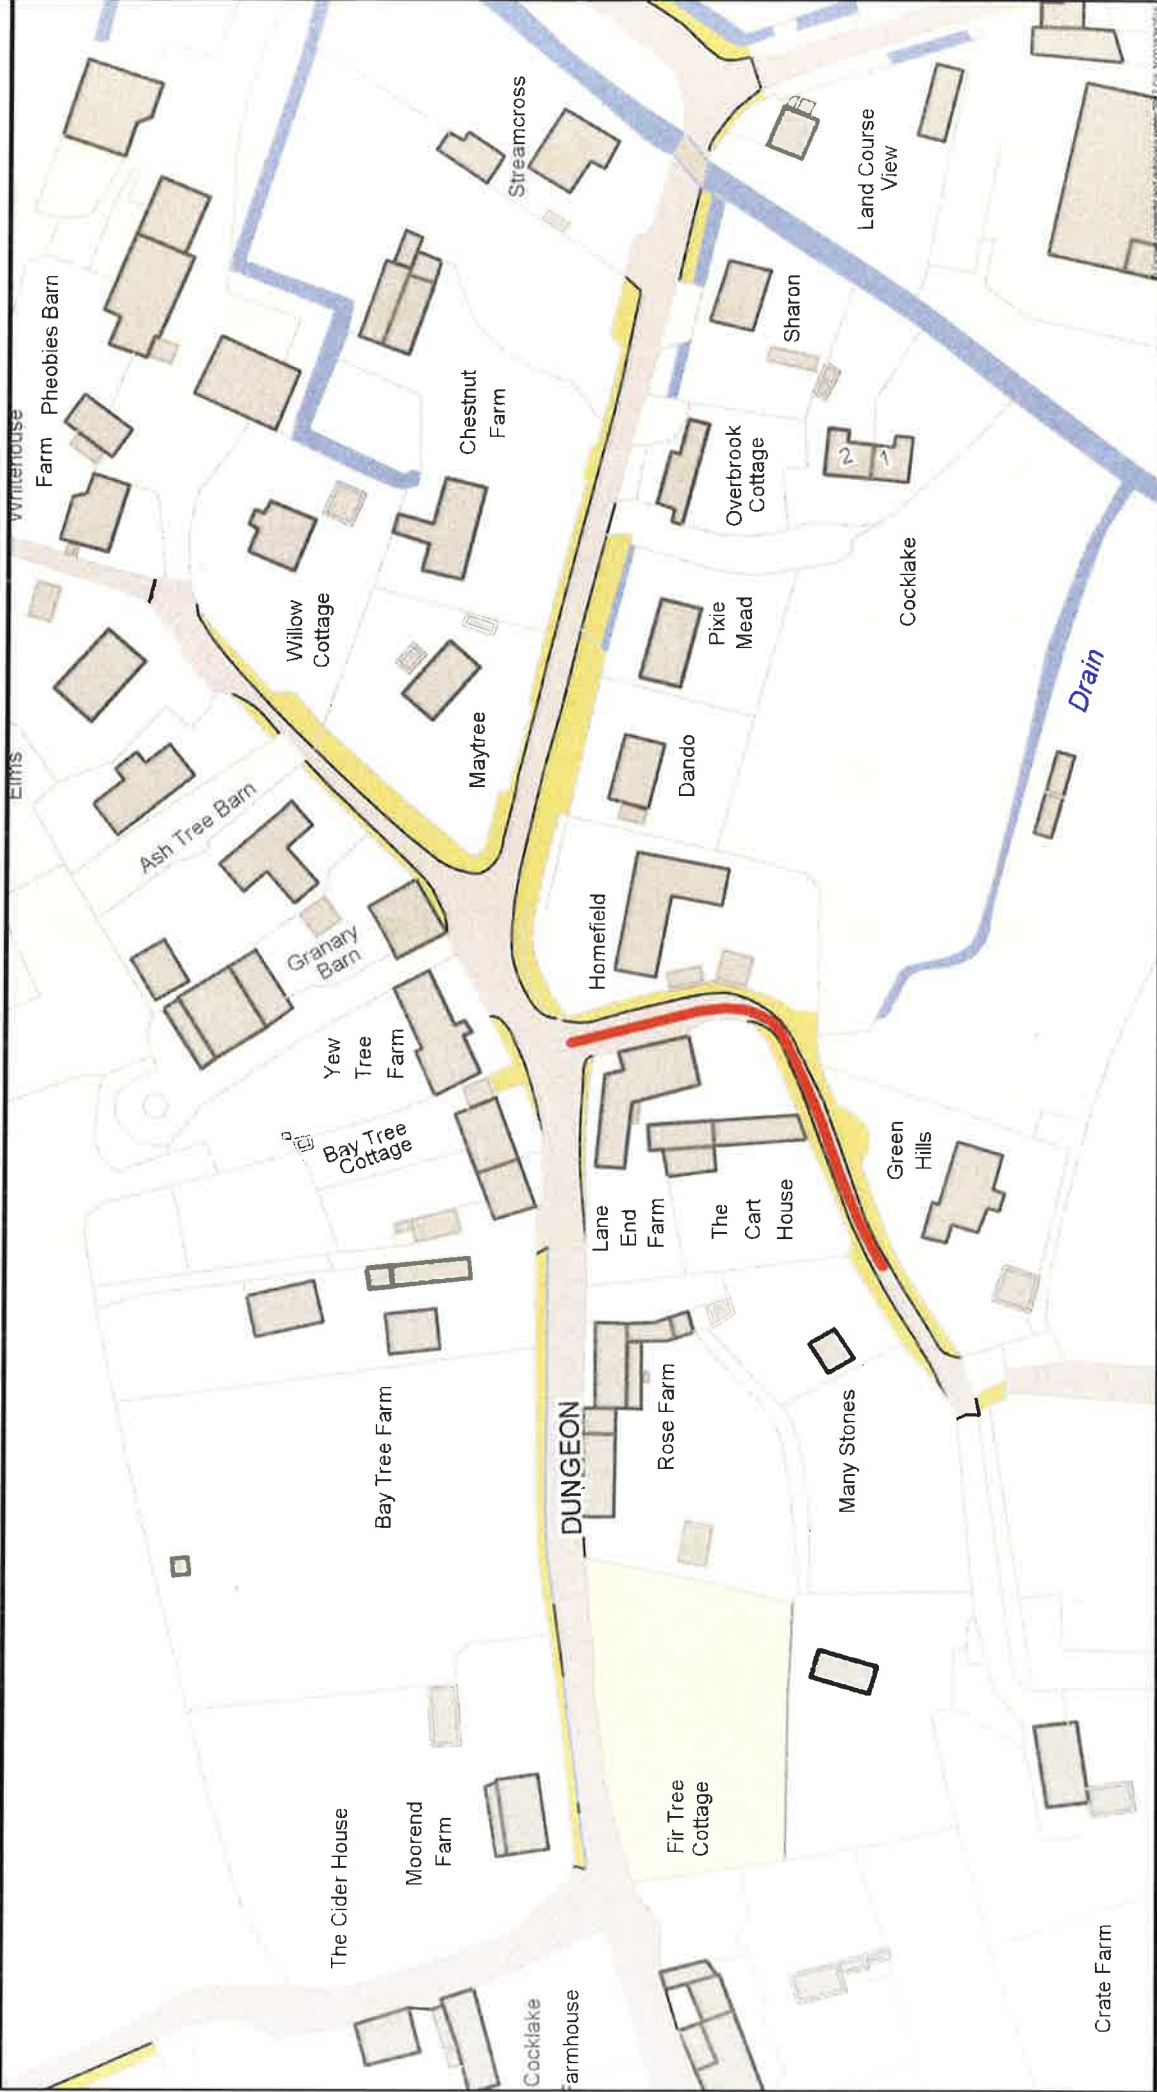 Whitehouse
Farm
Pheobies Barn
Streamcross
Land Course
View
Sharon
Chestnut
Farm
Overbrook
Cottage
2
1
Willow
Cottage
Cocklake
Pixie
Mead
Maytree
Dando
Drain
Elms
Ash Tree Barn
Granary
Barn
Homefield
Yew
Tree
Farm
Bay Tree
Cottage
Lane
End
Farm
The
Cart
House
Green
Hills
Bay Tree Farm
DUNGEON
Rose Farm
Many Stones
The Cider House
Moorend
Farm
Fir Tree
Cottage
Cocklake
Farmhouse
Crate Farm